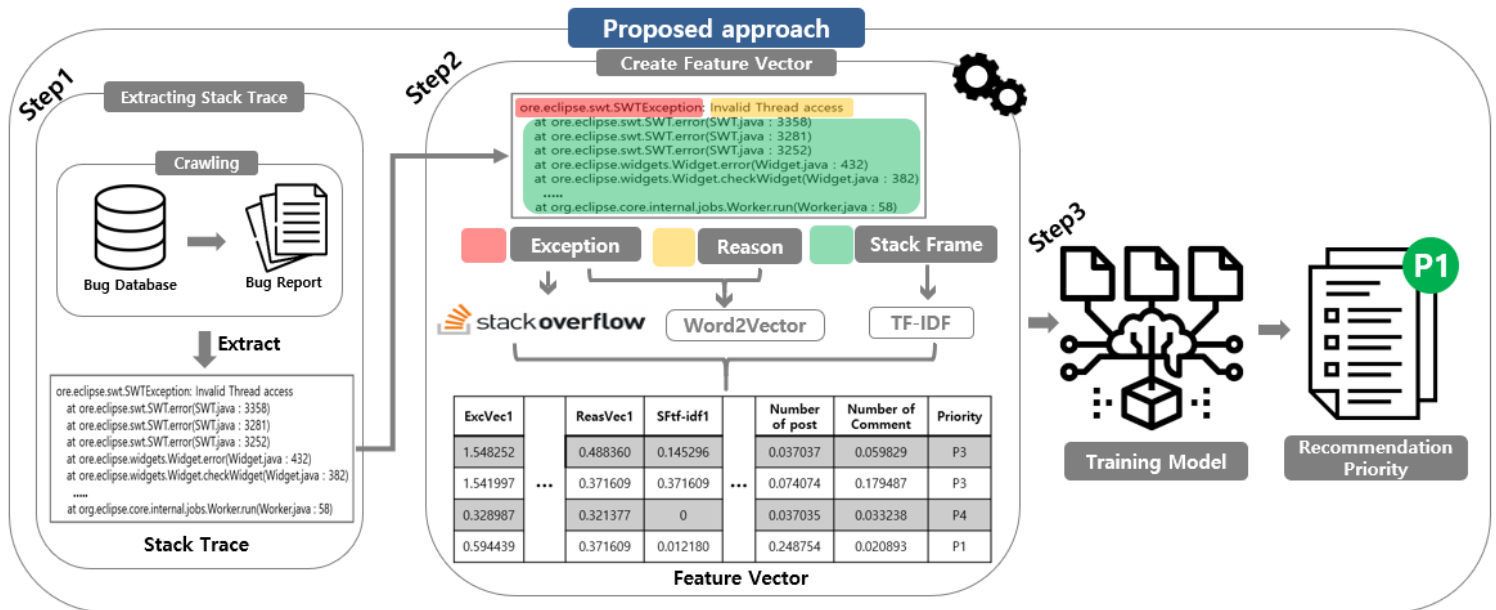 Proposed approach
Step1
Extracting Stack Trace
Crawling
Bug Database
Bug Report
Extract
ore.eclipse.swt.SWTException: Invalid Thread access
at ore.eclipse.swt.SWT.error(SWT.java : 3358)
at ore.eclipse.swt.SWT.error(SWT.java : 3281)
at ore.eclipse.swt.SWT.error(SWT.java : 3252)
at ore.eclipse.widgets.Widget.error(Widget.java : 432)
at ore.eclipse.widgets.Widget.checkWidget(Widget.java : 382)
.....
at org.eclipse.core.internal.jobs.Worker.run(Worker.java : 58)
Stack Trace
Step2
Create Feature Vector
ore.eclipse.swt.SWTException: Invalid Thread access
at ore.eclipse.swt.SWT.error(SWT.java : 3358)
at ore.eclipse.swt.SWT.error(SWT.java : 3281)
at ore.eclipse.swt.SWT.error(SWT.java : 3252)
at ore.eclipse.widgets.Widget.error(Widget.java : 432)
at ore.eclipse.widgets.Widget.checkWidget(Widget.java : 382)
.....
at org.eclipse.core.internal.jobs.Worker.run(Worker.java : 58)
Exception Reason Stack Frame
stackoverflow Word2Vector TF-IDF
ExcVec1 ReasVec1 SFtf-idf1 Number of post Number of Comment Priority
1.548252 0.488360 0.145296 0.037037 0.059829 P3
1.541997 ... 0.371609 0.371609 ... 0.074074 0.179487 P3
0.328987 0.321377 0 0.037035 0.033238 P4
0.594439 0.371609 0.012180 0.248754 0.020893 P1
Feature Vector
Step3
Training Model
P1
Recommendation
Priority